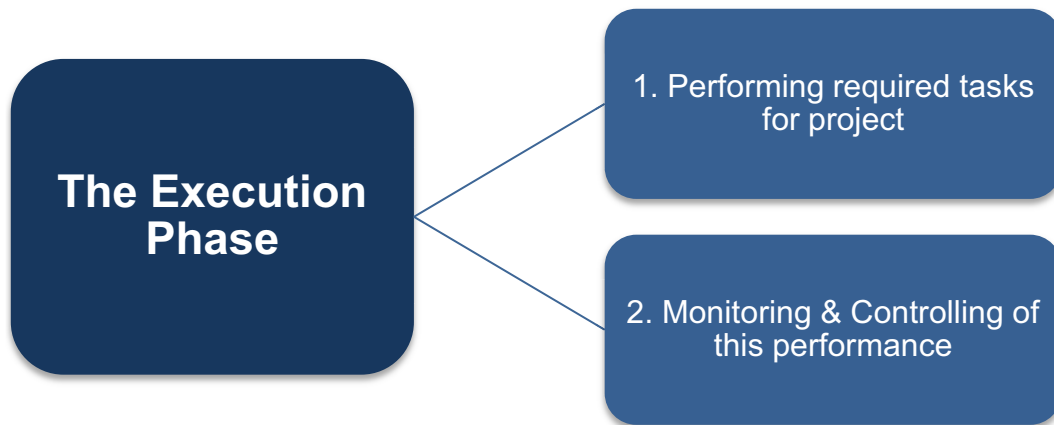 The Execution
Phase
1. Performing required tasks
for project
2. Monitoring & Controlling of
this performance